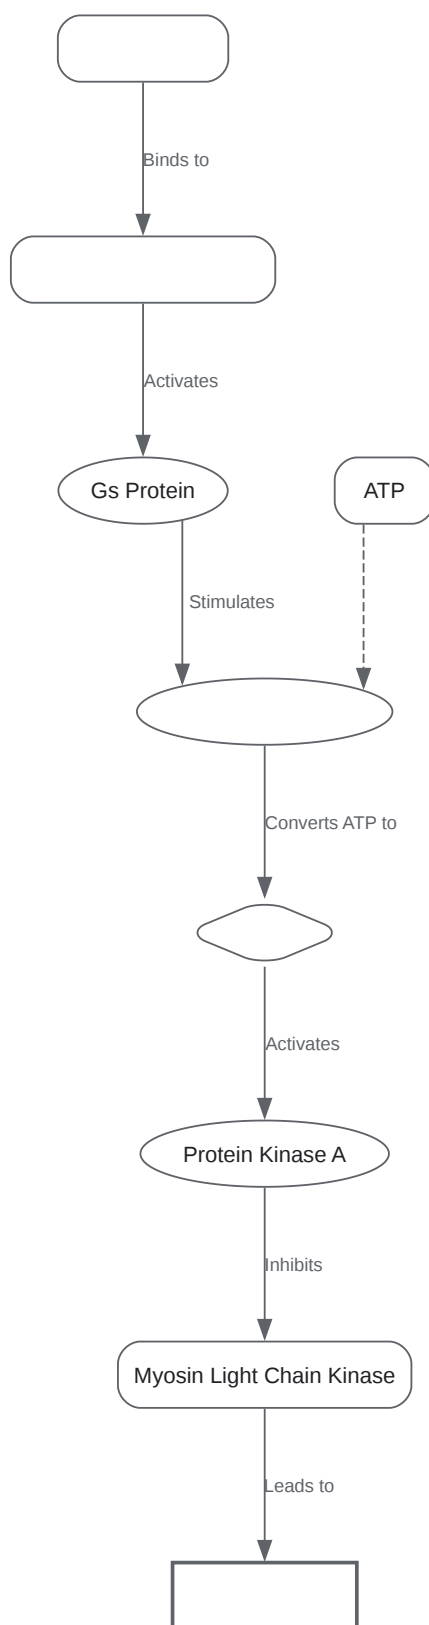 Binds to
Activates
Gs Protein
ATP
Stimulates
Converts ATP to
Activates
Protein Kinase A
Inhibits
Myosin Light Chain Kinase
Leads to